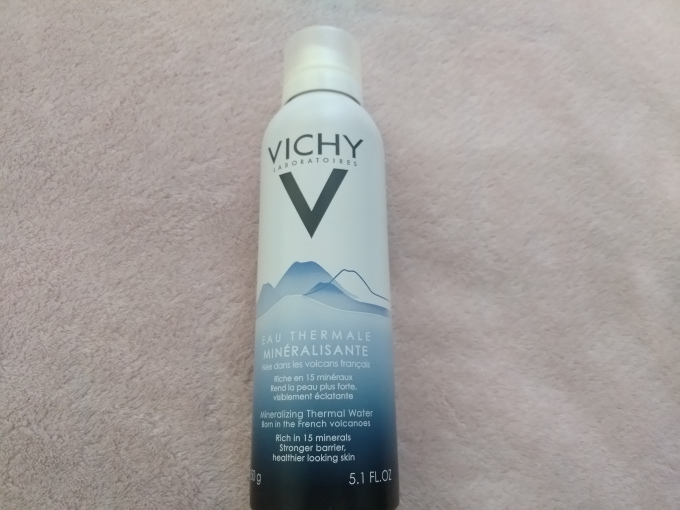 VICHY
LABORATOIRES
V
EAU THERMALE
MINÉRALISANTE
Nées dans les volcans français
Riche en 15 minéraux
Rend la peau plus forte,
visiblement éclatante
Mineralizing Thermal Water
Born in the French volcanoes
Rich in 15 minerals
Stronger barrier,
healthier looking skin
g 5.1 FL.OZ